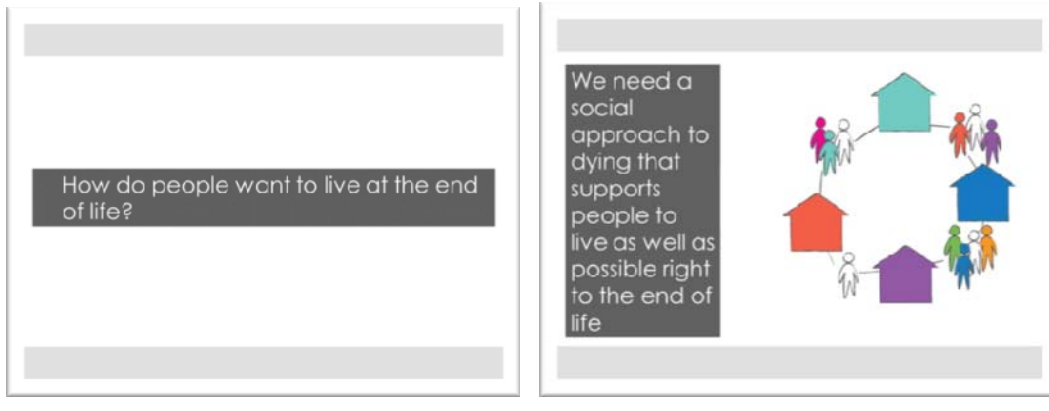 How do people want to live at the end
of life?
We need a
social
approach to
dying that
supports
people to
live as well as
possible right
to the end of
life